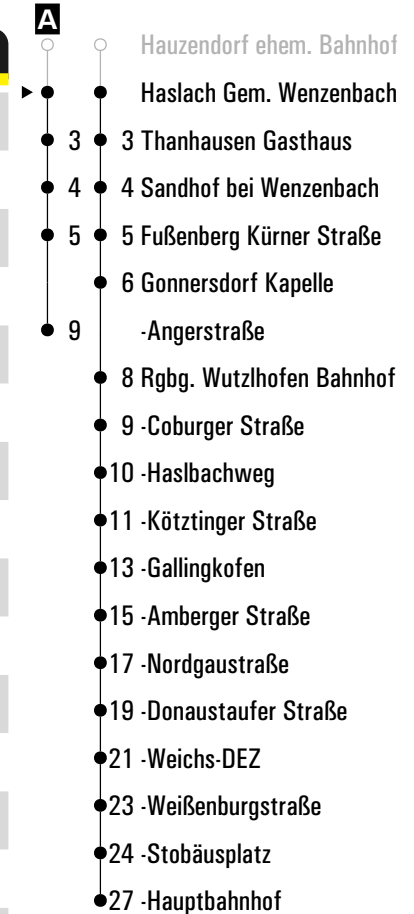 A
Hauzendorf ehem. Bahnhof
Haslach Gem. Wenzenbach
3 3 Thanhausen Gasthaus
4 4 Sandhof bei Wenzenbach
5 5 Fußenberg Kürner Straße
6 Gonnersdorf Kapelle
9 -Angerstraße
8 Rgbg. Wutzlhofen Bahnhof
9 -Coburger Straße
10 -Haslbachweg
11 -Kötztinger Straße
13 -Gallingkofen
15 -Amberger Straße
17 -Nordgaustraße
19 -Donaustaufer Straße
21 -Weichs-DEZ
23 -Weißenburgstraße
24 -Stobäusplatz
27 -Hauptbahnhof